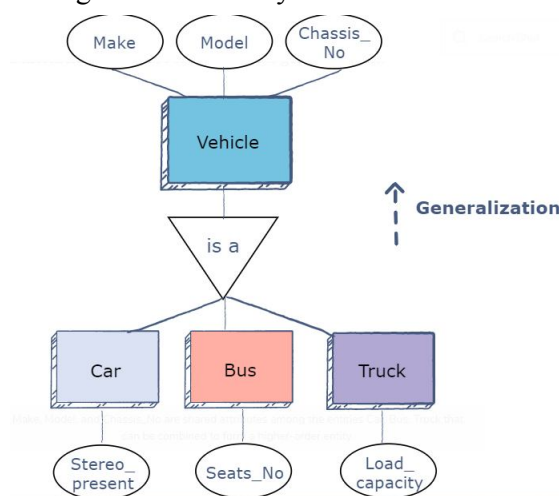 Make
Model
Chassis_
No
Vehicle
Generalization
is a
Car
Bus
Truck
Stereo_
present
Seats_No
Load_
capacity